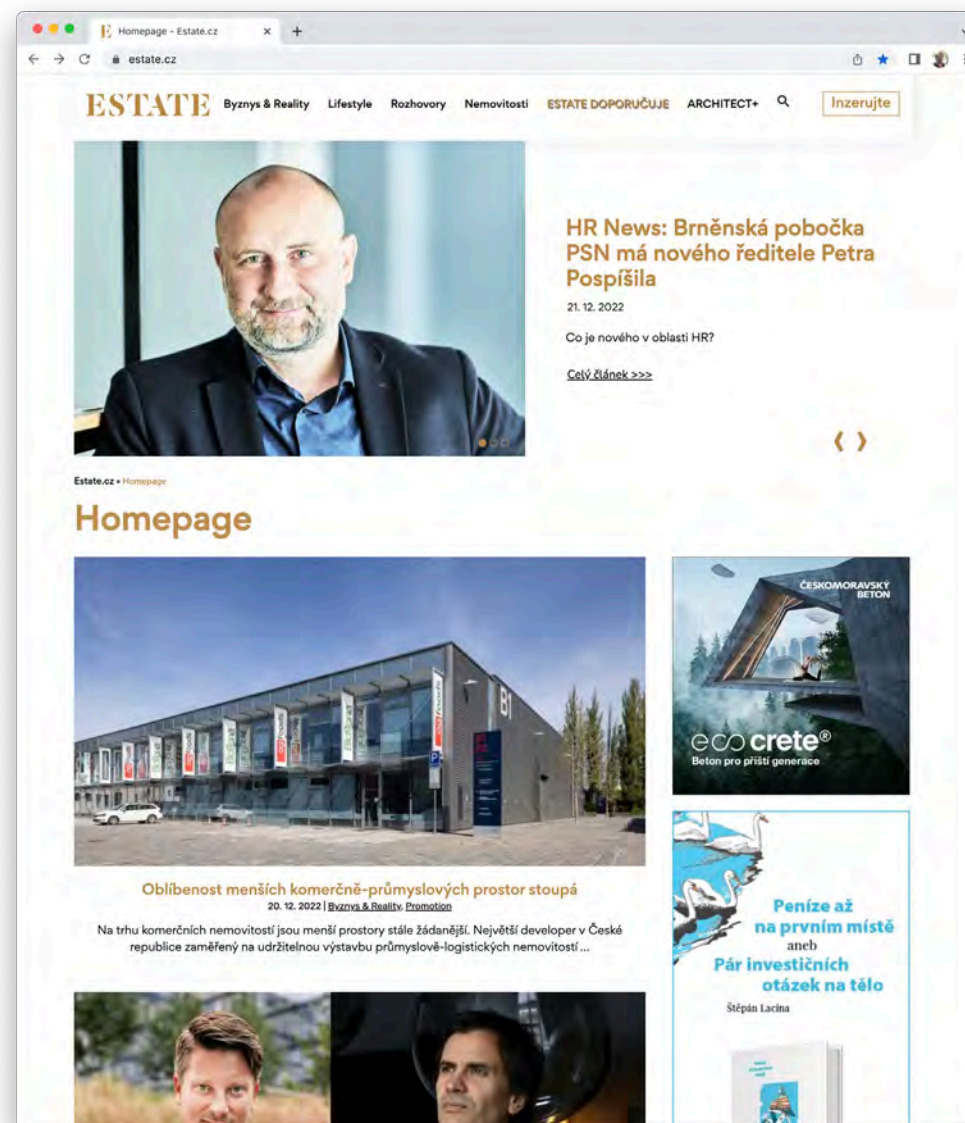 Homepage - Estate.cz
estate.cz
ESTATE Byznys & Reality Lifestyle Rozhovory Nemovitosti ESTATE DOPORUČUJE ARCHITECT+ Inzerujte
HR News: Brněnská pobočka
PSN má nového ředitele Petra
Pospíšila
21. 12. 2022
Co je nového v oblasti HR?
Celý článek >>>
Estate.cz • Homepage
Homepage
B1
ČESKOMORAVSKÝ
BETON
eco crete®
Beton pro příští generace
Oblíbenost menších komerčně-průmyslových prostor stoupá
20. 12. 2022 | Byznys & Reality, Promotion
Na trhu komerčních nemovitostí jsou menší prostory stále žádanější. Největší developer v České
republice zaměřený na udržitelnou výstavbu průmyslově-logistických nemovitostí ...
Peníze až
na prvním místě
aneb
Pár investičních
otázek na tělo
Štěpán Lacina